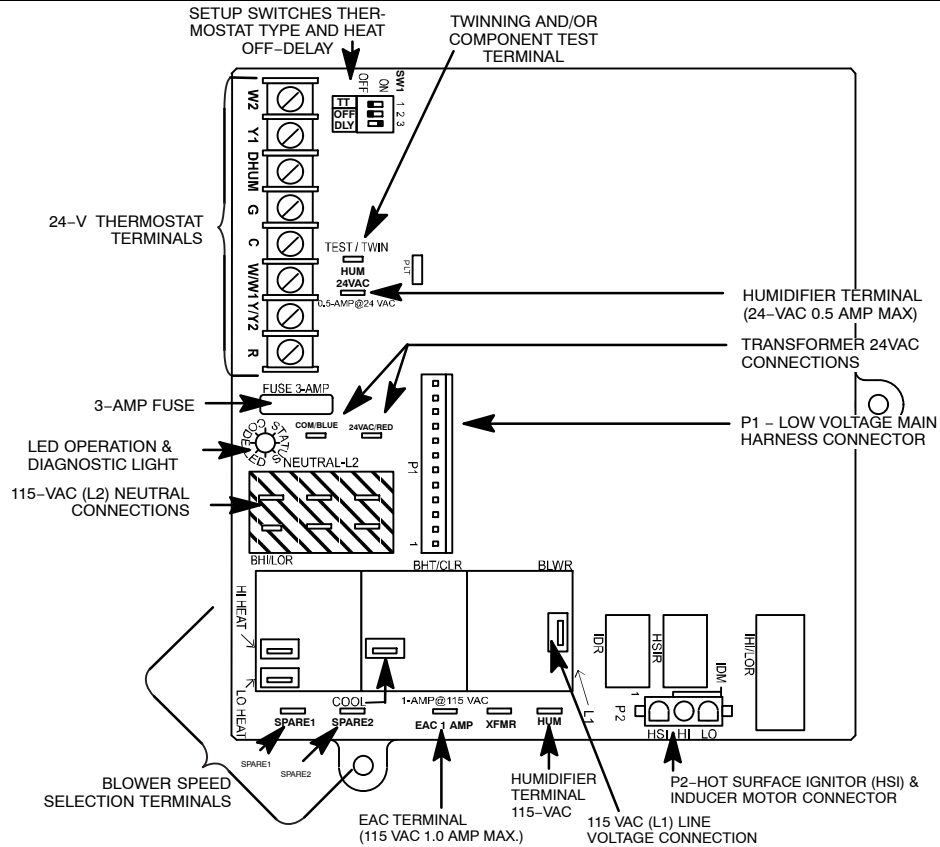 SETUP SWITCHES THER-
MOSTAT TYPE AND HEAT
OFF−DELAY
TWINNING AND/OR
COMPONENT TEST
TERMINAL
SW1
OFF
ON
TT
OFF
DLY
1
2
3
W2
Y1
DHUM
G
C
W/W1
Y/Y2
R
24−V THERMOSTAT
TERMINALS
TEST / TWIN
HUM
24VAC
0.5-AMP@24 VAC
PLT
HUMIDIFIER TERMINAL
(24−VAC 0.5 AMP MAX)
TRANSFORMER 24VAC
CONNECTIONS
FUSE 3-AMP
3−AMP FUSE
COM/BLUE
24VAC/RED
P1 − LOW VOLTAGE MAIN
HARNESS CONNECTOR
STATUS
CODE
LED
LED OPERATION &
DIAGNOSTIC LIGHT
NEUTRAL-L2
115−VAC (L2) NEUTRAL
CONNECTIONS
P1
1
BHI/LOR
BHT/CLR
BLWR
HI HEAT
LO HEAT
COOL
1-AMP@115 VAC
L1
IDR
HSIR
IHI/LOR
IDM
1
P2
HSI
HI
LO
SPARE1
SPARE2
EAC 1 AMP
XFMR
HUM
SPARE1
SPARE2
BLOWER SPEED
SELECTION TERMINALS
EAC TERMINAL
(115 VAC 1.0 AMP MAX.)
HUMIDIFIER
TERMINAL
115-VAC
115 VAC (L1) LINE
VOLTAGE CONNECTION
P2−HOT SURFACE IGNITOR (HSI) &
INDUCER MOTOR CONNECTOR